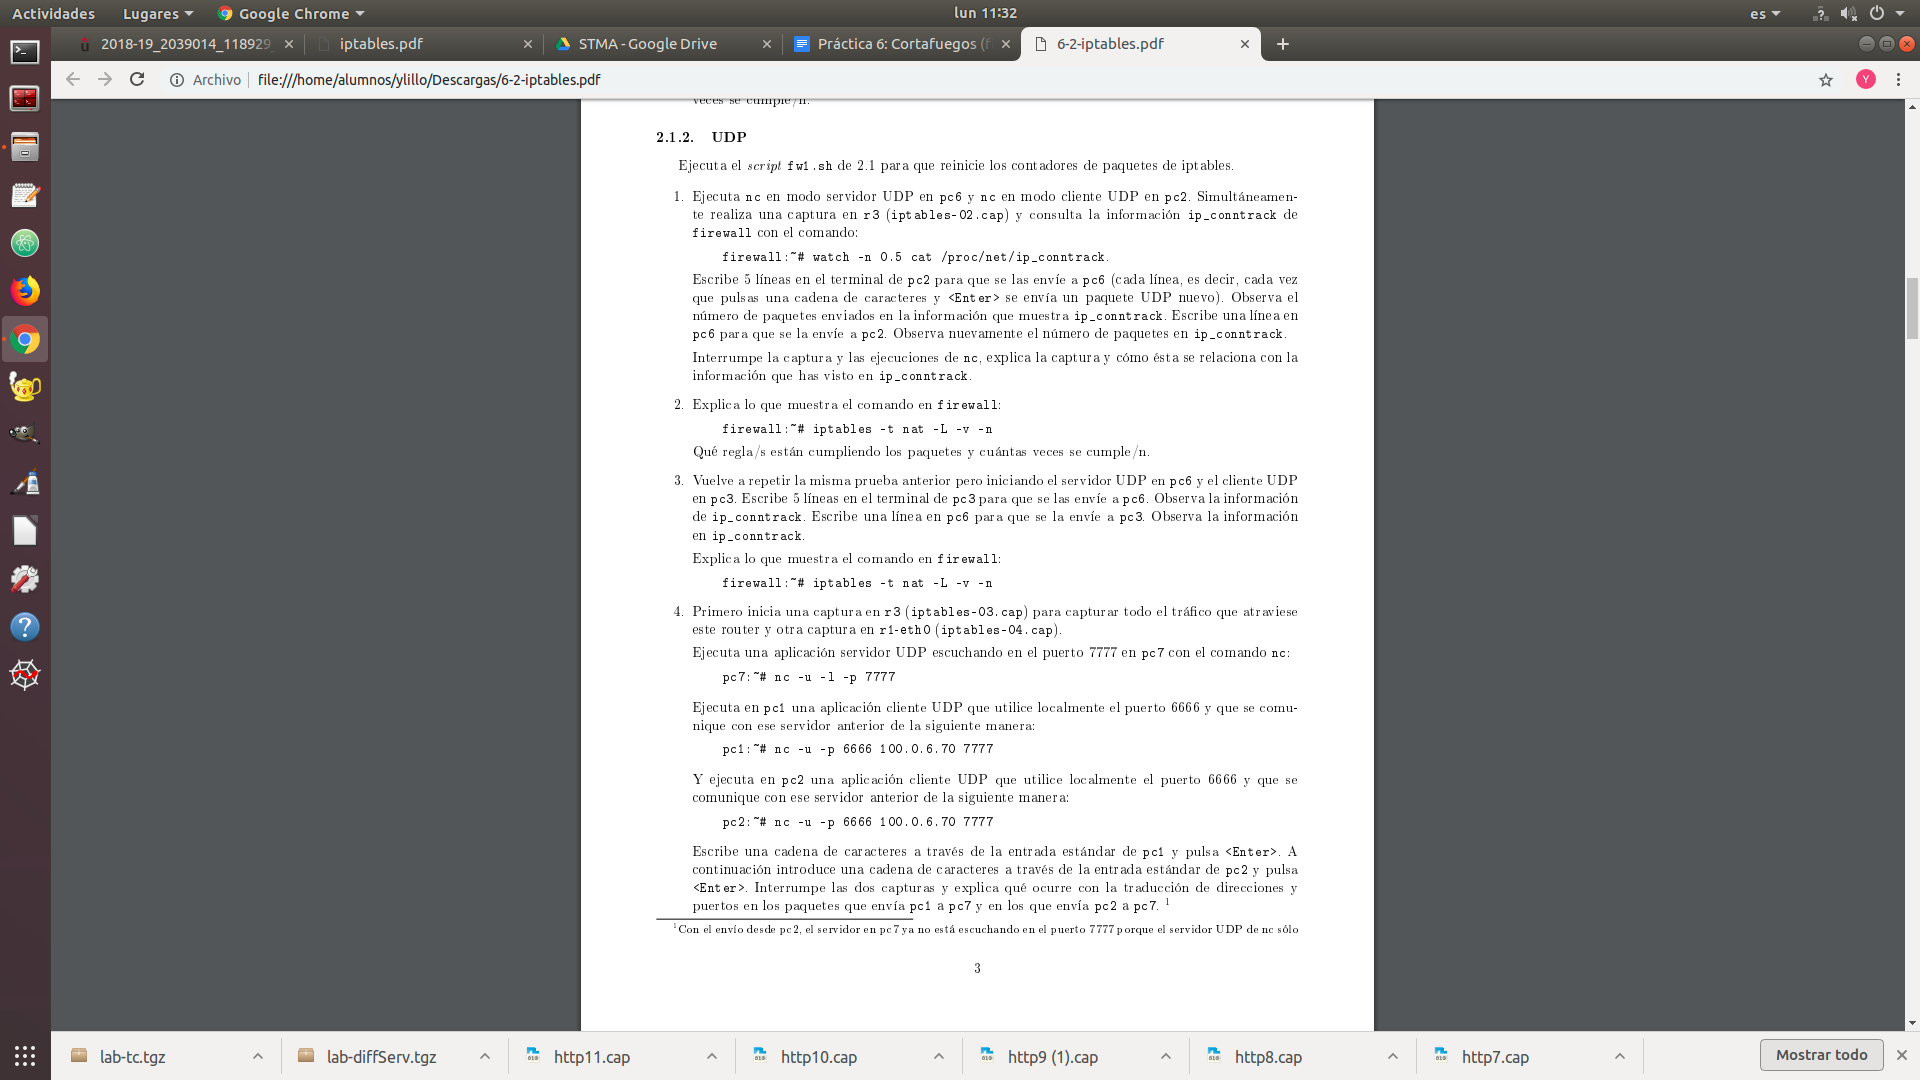 Actividades
Lugares
Google Chrome
lun 11:32
es
2018-19_2039014_118929_
iptables.pdf
STMA - Google Drive
Práctica 6: Cortafuegos (f
6-2-iptables.pdf
Archivo
file:///home/alumnos/ylillo/Descargas/6-2-iptables.pdf
Y
veces se cumple/n.
2.1.2. UDP
Ejecuta el script fw1.sh de 2.1 para que reinicie los contadores de paquetes de iptables.
1. Ejecuta nc en modo servidor UDP en pc6 y nc en modo cliente UDP en pc2. Simultáneamen-
te realiza una captura en r3 (iptables-02.cap) y consulta la información ip_conntrack de
firewall con el comando:
firewall:~# watch -n 0.5 cat /proc/net/ip_conntrack.
Escribe 5 líneas en el terminal de pc2 para que se las envíe a pc6 (cada línea, es decir, cada vez
que pulsas una cadena de caracteres y <Enter> se envía un paquete UDP nuevo). Observa el
número de paquetes enviados en la información que muestra ip_conntrack. Escribe una línea en
pc6 para que se la envíe a pc2. Observa nuevamente el número de paquetes en ip_conntrack.
Interrumpe la captura y las ejecuciones de nc, explica la captura y cómo ésta se relaciona con la
información que has visto en ip_conntrack.
2. Explica lo que muestra el comando en firewall:
firewall:~# iptables -t nat -L -v -n
Qué regla/s están cumpliendo los paquetes y cuántas veces se cumple/n.
3. Vuelve a repetir la misma prueba anterior pero iniciando el servidor UDP en pc6 y el cliente UDP
en pc3. Escribe 5 líneas en el terminal de pc3 para que se las envíe a pc6. Observa la información
de ip_conntrack. Escribe una línea en pc6 para que se la envíe a pc3. Observa la información
en ip_conntrack.
Explica lo que muestra el comando en firewall:
firewall:~# iptables -t nat -L -v -n
4. Primero inicia una captura en r3 (iptables-03.cap) para capturar todo el tráfico que atraviese
este router y otra captura en r1-eth0 (iptables-04.cap).
Ejecuta una aplicación servidor UDP escuchando en el puerto 7777 en pc7 con el comando nc:
pc7:~# nc -u -l -p 7777
Ejecuta en pc1 una aplicación cliente UDP que utilice localmente el puerto 6666 y que se comu-
nique con ese servidor anterior de la siguiente manera:
pc1:~# nc -u -p 6666 100.0.6.70 7777
Y ejecuta en pc2 una aplicación cliente UDP que utilice localmente el puerto 6666 y que se
comunique con ese servidor anterior de la siguiente manera:
pc2:~# nc -u -p 6666 100.0.6.70 7777
Escribe una cadena de caracteres a través de la entrada estándar de pc1 y pulsa <Enter>. A
continuación introduce una cadena de caracteres a través de la entrada estándar de pc2 y pulsa
<Enter>. Interrumpe las dos capturas y explica qué ocurre con la traducción de direcciones y
puertos en los paquetes que envía pc1 a pc7 y en los que envía pc2 a pc7. 1
1 Con el envío desde pc2, el servidor en pc7 ya no está escuchando en el puerto 7777 porque el servidor UDP de nc sólo
3
lab-tc.tgz
lab-diffServ.tgz
http11.cap
http10.cap
http9 (1).cap
http8.cap
http7.cap
Mostrar todo